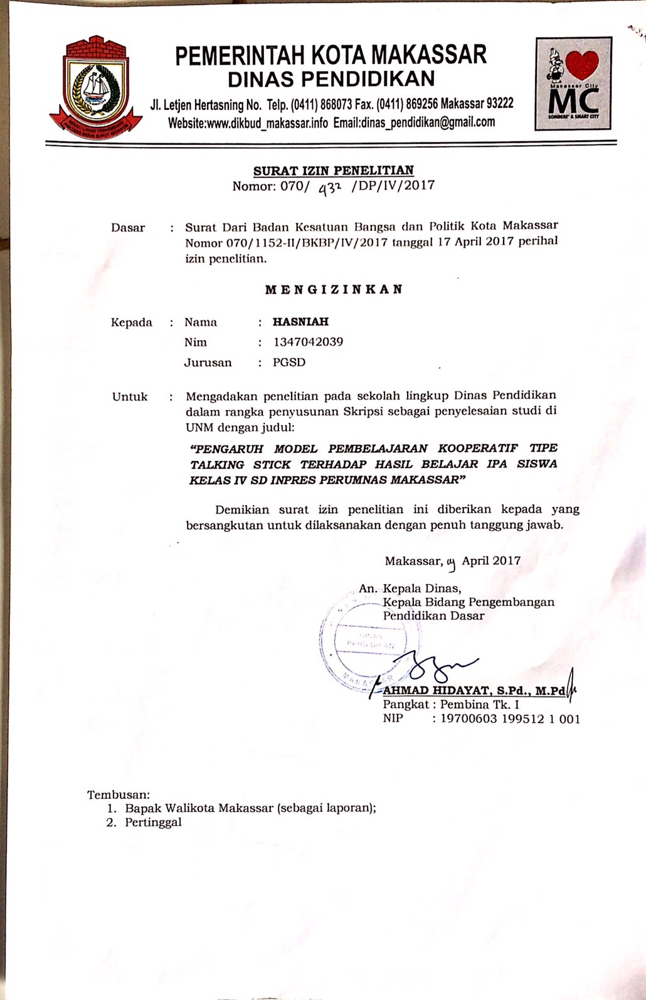 PEMERINTAH KOTA MAKASSAR
DINAS PENDIDIKAN
Jl. Letjen Hertasning No. Telp. (0411) 868073 Fax. (0411) 869256 Makassar 93222
Website:www.dikbud_makassar.info Email:dinas_pendidikan@gmail.com
Makassar City
MC
SOMBERE' & SMART CITY
SURAT IZIN PENELITIAN
Nomor: 070/ 932 /DP/IV/2017
Dasar : Surat Dari Badan Kesatuan Bangsa dan Politik Kota Makassar
Nomor 070/1152-II/BKBP/IV/2017 tanggal 17 April 2017 perihal
izin penelitian.
MENGIZINKAN
Kepada : Nama : HASNIAH
Nim : 1347042039
Jurusan : PGSD
Untuk : Mengadakan penelitian pada sekolah lingkup Dinas Pendidikan
dalam rangka penyusunan Skripsi sebagai penyelesaian studi di
UNM dengan judul:
“PENGARUH MODEL PEMBELAJARAN KOOPERATIF TIPE
TALKING STICK TERHADAP HASIL BELAJAR IPA SISWA
KELAS IV SD INPRES PERUMNAS MAKASSAR”
Demikian surat izin penelitian ini diberikan kepada yang
bersangkutan untuk dilaksanakan dengan penuh tanggung jawab.
Makassar, April 2017
An. Kepala Dinas,
Kepala Bidang Pengembangan
Pendidikan Dasar
DINAS
PENDIDIKAN
MAKASSAR
AHMAD HIDAYAT, S.Pd., M.Pd
Pangkat : Pembina Tk. I
NIP : 19700603 199512 1 001
Tembusan:
1. Bapak Walikota Makassar (sebagai laporan);
2. Pertinggal